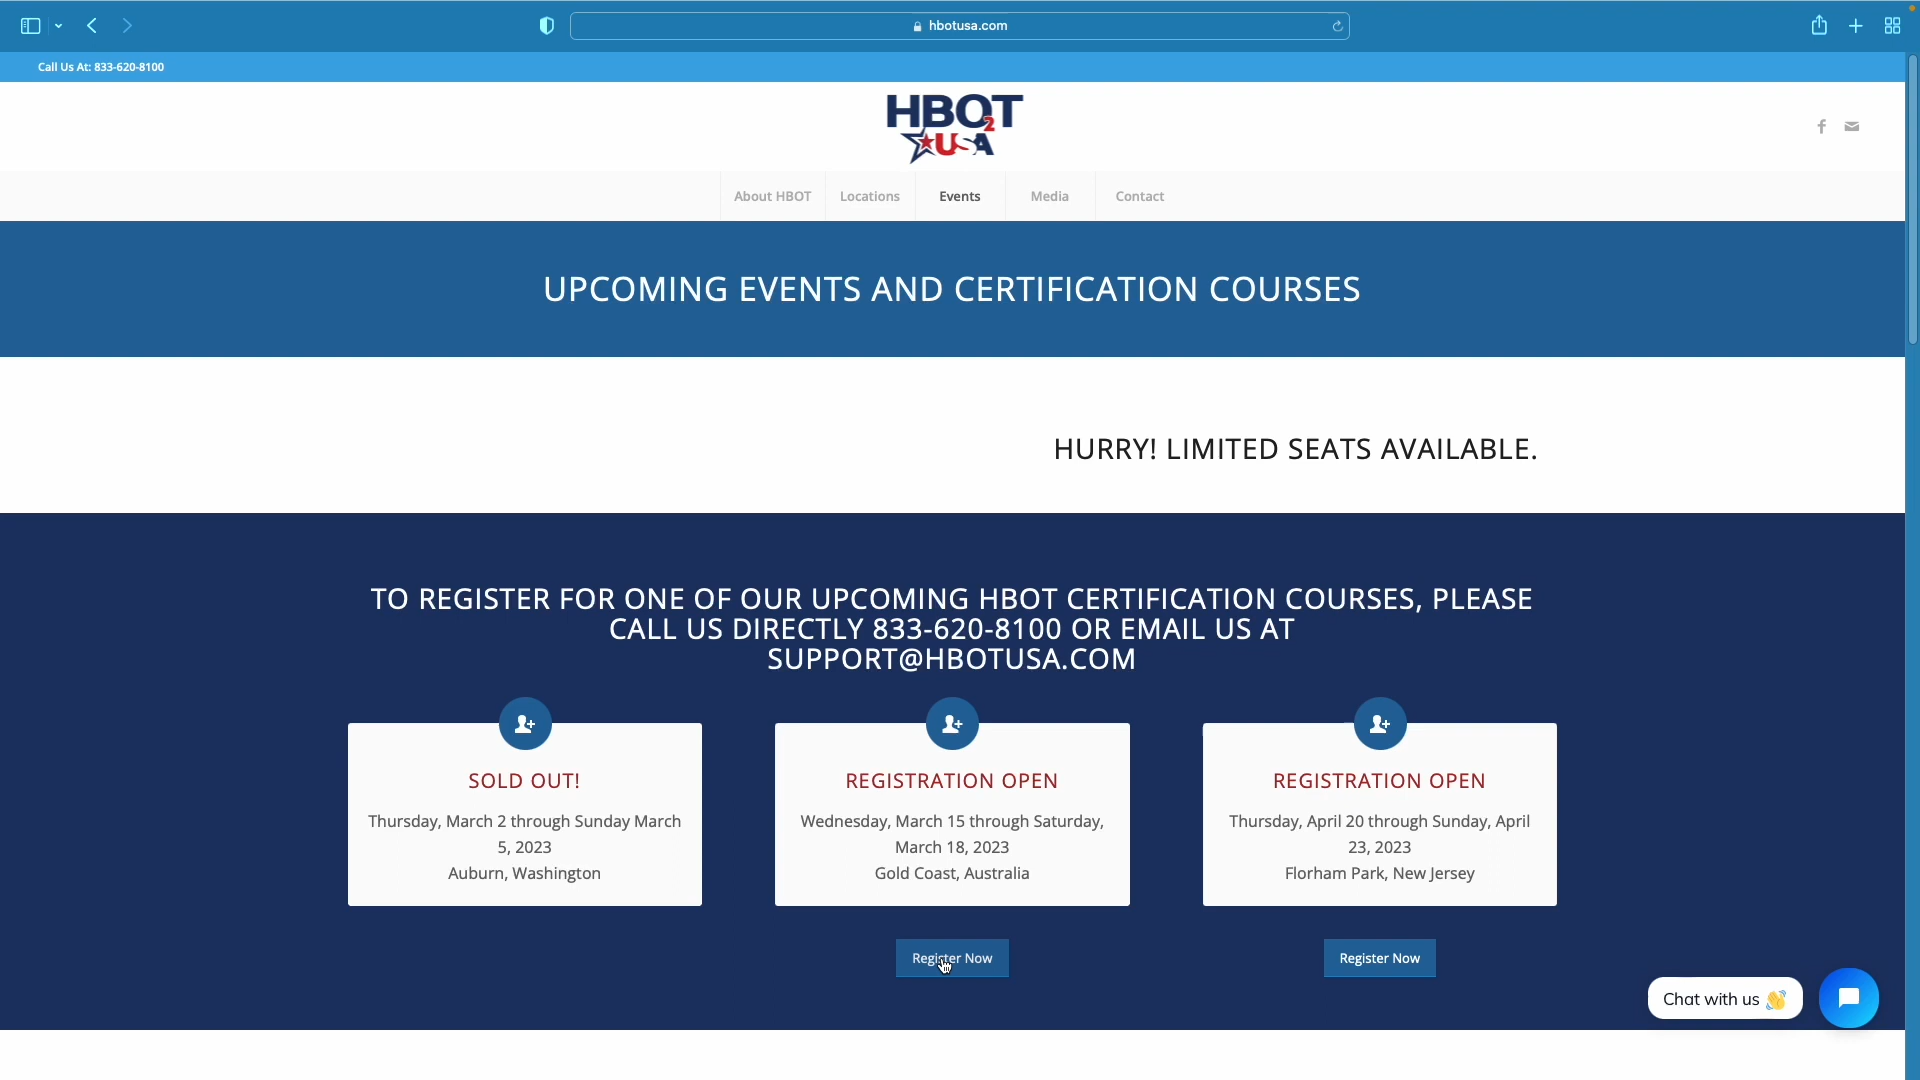 hbotusa.com
Call Us At: 833-620-8100
HBO2T
USA
About HBOT
Locations
Events
Media
Contact
UPCOMING EVENTS AND CERTIFICATION COURSES
HURRY! LIMITED SEATS AVAILABLE.
TO REGISTER FOR ONE OF OUR UPCOMING HBOT CERTIFICATION COURSES, PLEASE
CALL US DIRECTLY 833-620-8100 OR EMAIL US AT
SUPPORT@HBOTUSA.COM
SOLD OUT!
Thursday, March 2 through Sunday March
5, 2023
Auburn, Washington
REGISTRATION OPEN
Wednesday, March 15 through Saturday,
March 18, 2023
Gold Coast, Australia
Register Now
REGISTRATION OPEN
Thursday, April 20 through Sunday, April
23, 2023
Florham Park, New Jersey
Register Now
Chat with us 👋